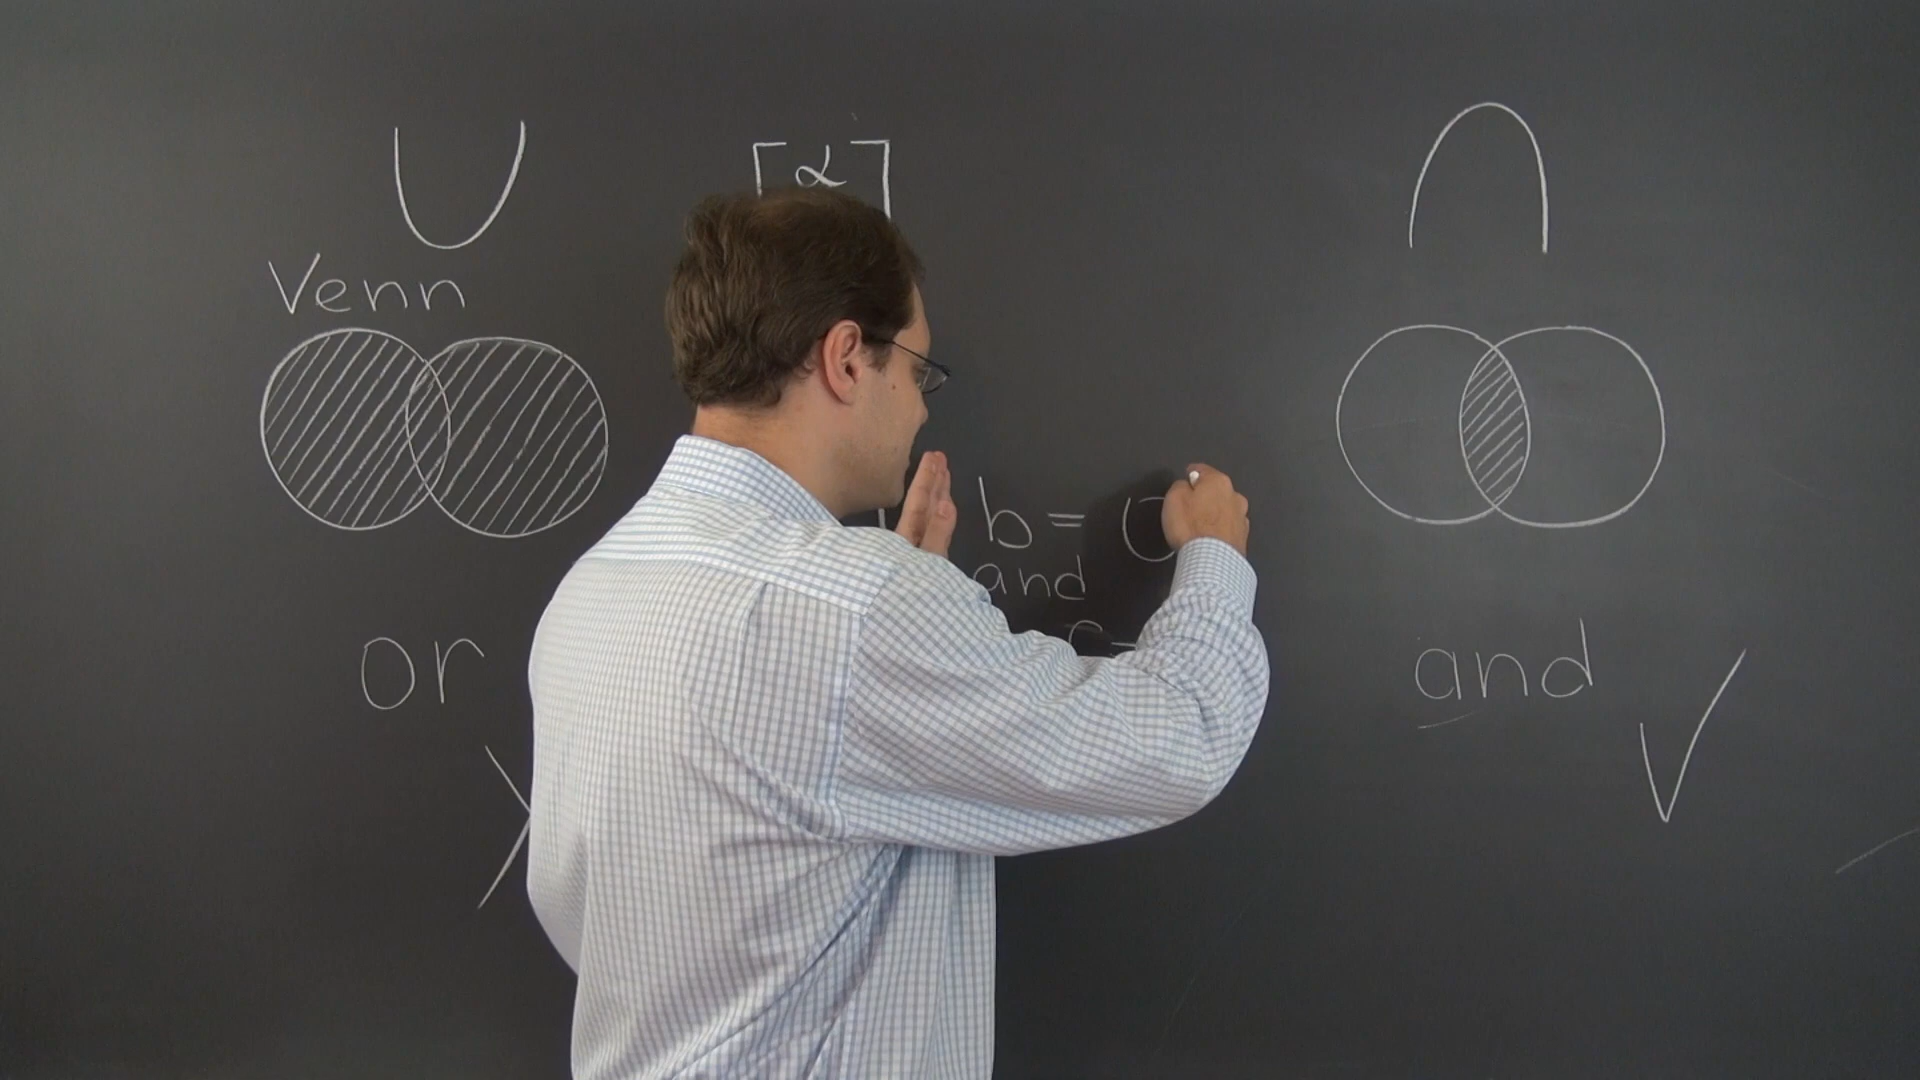 ∪
Venn
or
α
b =
and
∩
and